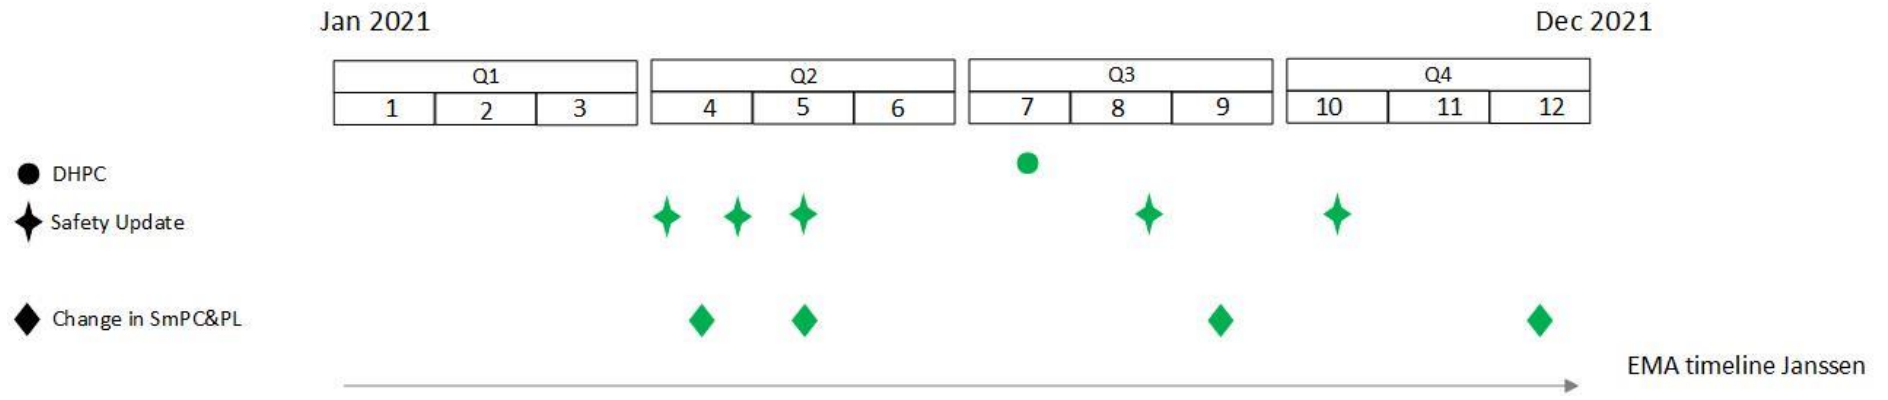 Jan 2021
Dec 2021
Q1
Q2
Q3
Q4
1 2 3 4 5 6 7 8 9 10 11 12
DHPC
Safety Update
Change in SmPC&PL
EMA timeline Janssen